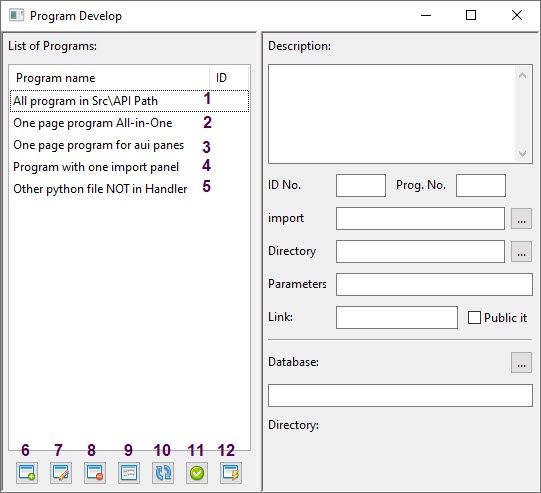 Program Develop
List of Programs:
Program name ID
All program in Src\API Path 1
One page program All-in-One 2
One page program for aui panes 3
Program with one import panel 4
Other python file NOT in Handler 5
6 7 8 9 10 11 12
Description:
ID No. Prog. No.
import ...
Directory ...
Parameters
Link: Public it
Database: ...
Directory: